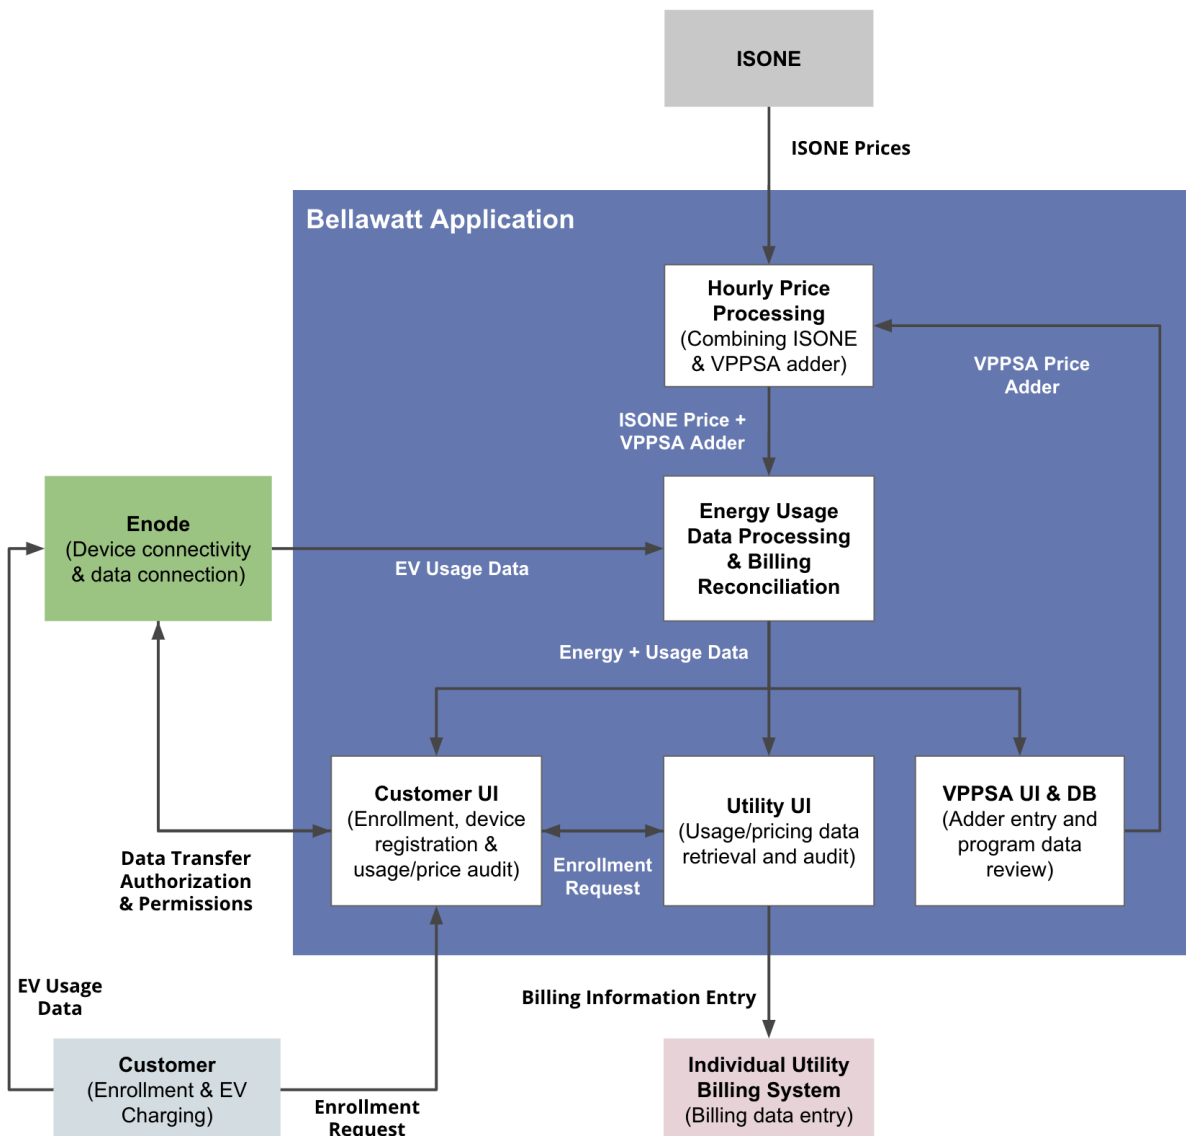 ISONE
ISONE Prices
Bellawatt Application
Hourly Price
Processing
(Combining ISONE
& VPPSA adder)
VPPSA Price
Adder
ISONE Price +
VPPSA Adder
Enode
(Device connectivity
& data connection)
EV Usage Data
Energy Usage
Data Processing
& Billing
Reconciliation
Energy + Usage Data
Customer UI
(Enrollment, device
registration &
usage/price audit)
Enrollment
Request
Utility UI
(Usage/pricing data
retrieval and audit)
VPPSA UI & DB
(Adder entry and
program data
review)
Data Transfer
Authorization
& Permissions
EV Usage
Data
Billing Information Entry
Customer
(Enrollment & EV
Charging)
Enrollment
Request
Individual Utility
Billing System
(Billing data entry)